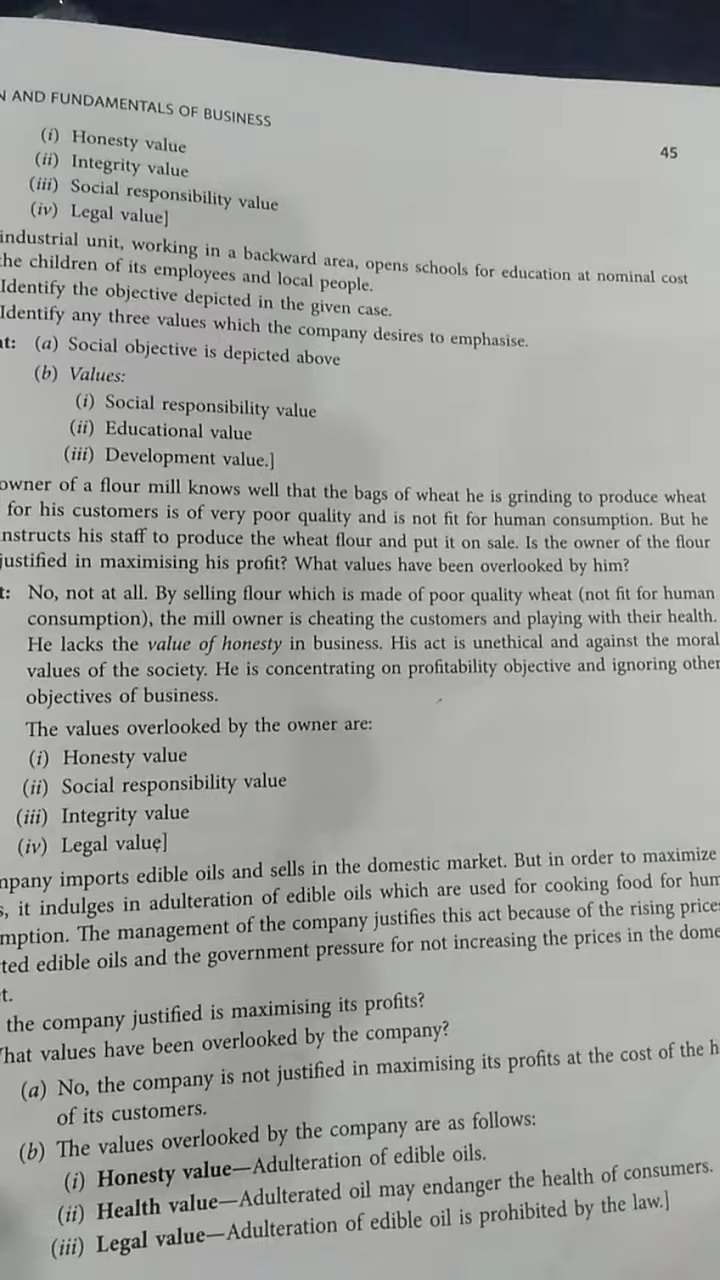 AND FUNDAMENTALS OF BUSINESS
45
(i) Honesty value
(ii) Integrity value
(iii) Social responsibility value
(iv) Legal value]
industrial unit, working in a backward area, opens schools for education at nominal cost
the children of its employees and local people.
Identify the objective depicted in the given case.
Identify any three values which the company desires to emphasise.
(a) Social objective is depicted above
(b) Values:
(i) Social responsibility value
(ii) Educational value
(iii) Development value.]
owner of a flour mill knows well that the bags of wheat he is grinding to produce wheat
for his customers is of very poor quality and is not fit for human consumption. But he
nstructs his staff to produce the wheat flour and put it on sale. Is the owner of the flour
justified in maximising his profit? What values have been overlooked by him?
t: No, not at all. By selling flour which is made of poor quality wheat (not fit for human
consumption), the mill owner is cheating the customers and playing with their health.
He lacks the value of honesty in business. His act is unethical and against the moral
values of the society. He is concentrating on profitability objective and ignoring other
objectives of business.
The values overlooked by the owner are:
(i) Honesty value
(ii) Social responsibility value
(iii) Integrity value
(iv) Legal value]
mpany imports edible oils and sells in the domestic market. But in order to maximize
s, it indulges in adulteration of edible oils which are used for cooking food for hum
mption. The management of the company justifies this act because of the rising price
ted edible oils and the government pressure for not increasing the prices in the dome
t.
the company justified is maximising its profits?
hat values have been overlooked by the company?
(a) No, the company is not justified in maximising its profits at the cost of the h
of its customers.
(b) The values overlooked by the company are as follows:
(i) Honesty value—Adulteration of edible oils.
(ii) Health value—Adulterated oil may endanger the health of consumers.
(iii) Legal value—Adulteration of edible oil is prohibited by the law.]